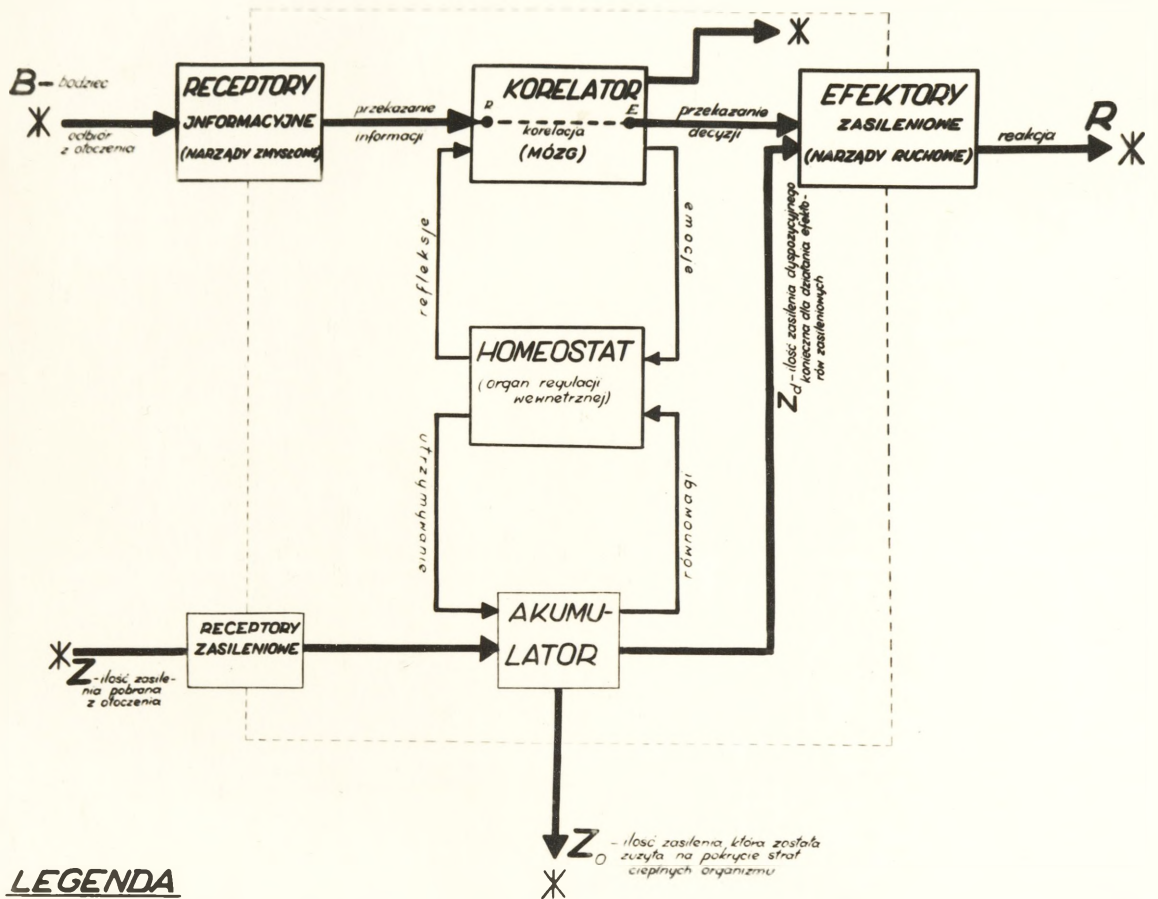 B – bodziec
odbiór
z otoczenia
RECEPTORY
JNFORMACYJNE
(NARZĄDY ZMYSŁOWE)
przekazanie
informacji
KORELATOR
R
E
korelacja
(MÓZG)
przekazanie
decyzji
EFEKTORY
ZASILENIOWE
(NARZĄDY RUCHOWE)
reakcja
R
refleksje
emocje
Zd – ilość zasilenia dyspozycyjnego
konieczna dla działania efekto-
rów zasileniowych
HOMEOSTAT
(organ regulacji
wewnetrznej)
utrzymywanie
równowagi
RECEPTORY
ZASILENIOWE
Z – ilość zasile-
nia pobrana
z otoczenia
AKUMU-
LATOR
Zo – ilość zasilenia, która została
zużyta na pokrycie strat
cieplnych organizmu
LEGENDA